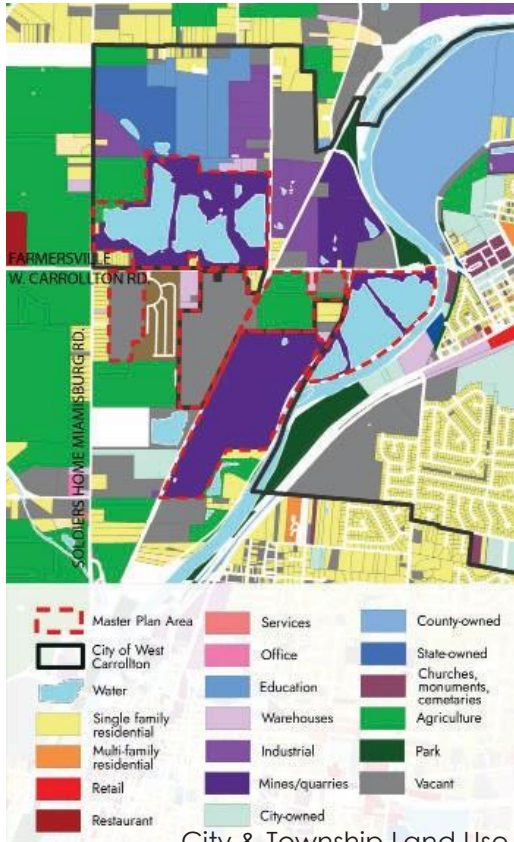 FARMERSVILLE
W. CARROLLTON RD.
SOLDIERS HOME MIAMISBURG RD.
Master Plan Area
City of West
Carrollton
Water
Single family
residential
Multi-family
residential
Retail
Restaurant
Services
Office
Education
Warehouses
Industrial
Mines/quarries
City-owned
County-owned
State-owned
Churches,
monuments,
cemetaries
Agriculture
Park
Vacant
City & Township Land Use